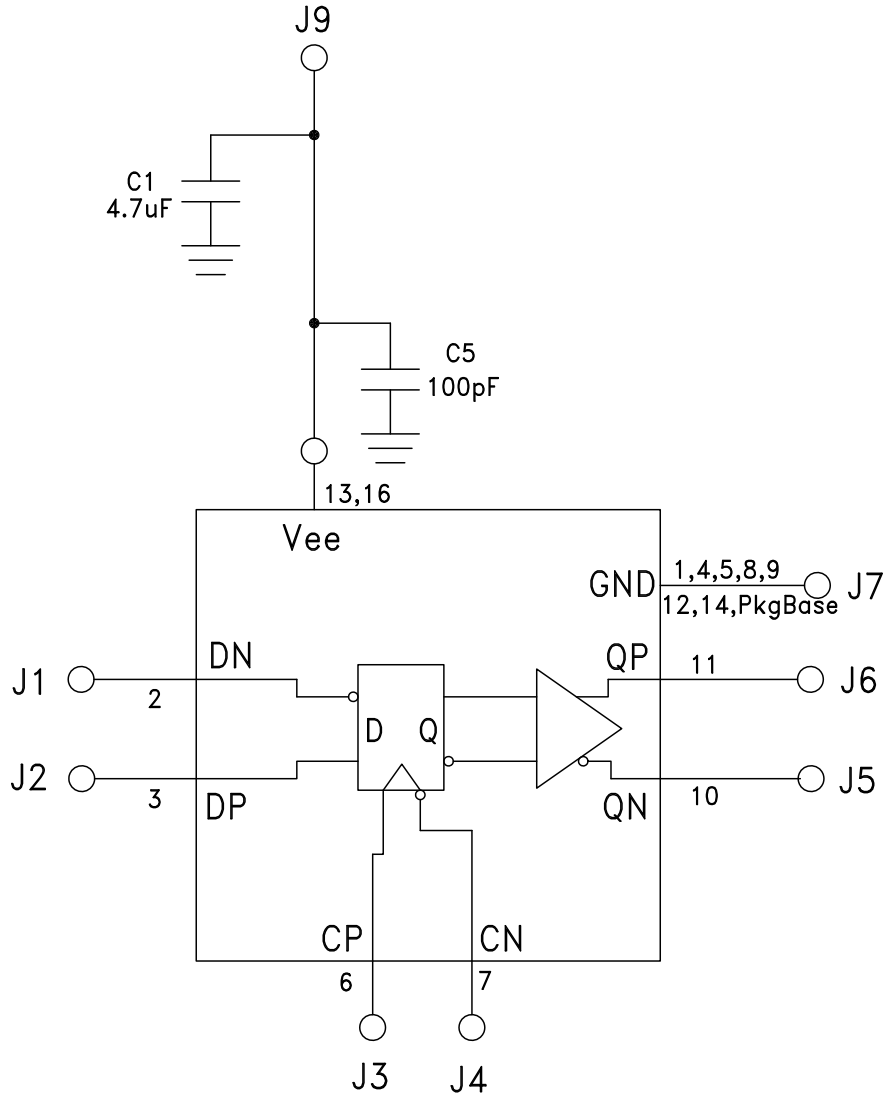 J9
C1
4.7uF
C5
100pF
13,16
Vee
GND
1,4,5,8,9
J7
12,14,PkgBase
J1
DN
QP
11
J6
2
D
Q
J2
3
DP
QN
10
J5
CP
CN
6
7
J3
J4